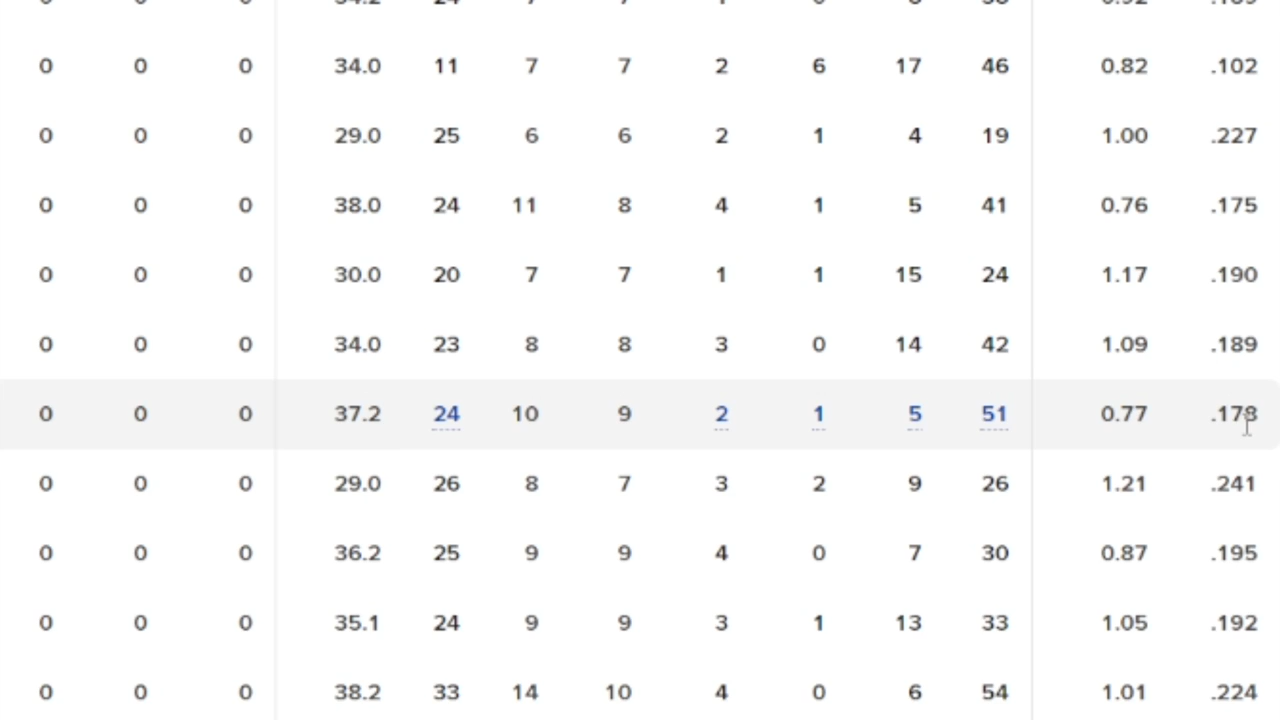 0 0 0 34.0 11 7 7 2 6 17 46 0.82 .102
0 0 0 29.0 25 6 6 2 1 4 19 1.00 .227
0 0 0 38.0 24 11 8 4 1 5 41 0.76 .175
0 0 0 30.0 20 7 7 1 1 15 24 1.17 .190
0 0 0 34.0 23 8 8 3 0 14 42 1.09 .189
0 0 0 37.2 24 10 9 2 1 5 51 0.77 .178
0 0 0 29.0 26 8 7 3 2 9 26 1.21 .241
0 0 0 36.2 25 9 9 4 0 7 30 0.87 .195
0 0 0 35.1 24 9 9 3 1 13 33 1.05 .192
0 0 0 38.2 33 14 10 4 0 6 54 1.01 .224